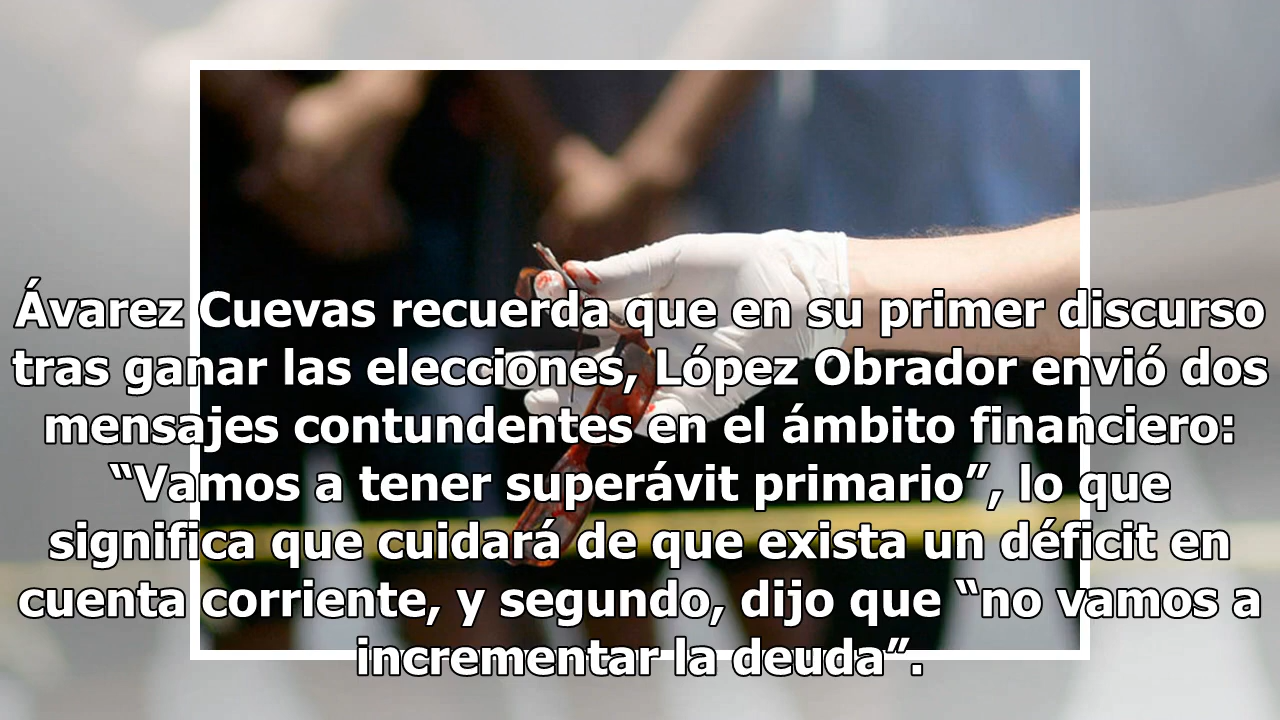 Ávarez Cuevas recuerda que en su primer discurso
tras ganar las elecciones, López Obrador envió dos
mensajes contundentes en el ámbito financiero:
“Vamos a tener superávit primario”, lo que
significa que cuidará de que exista un déficit en
cuenta corriente, y segundo, dijo que “no vamos a
incrementar la deuda”.